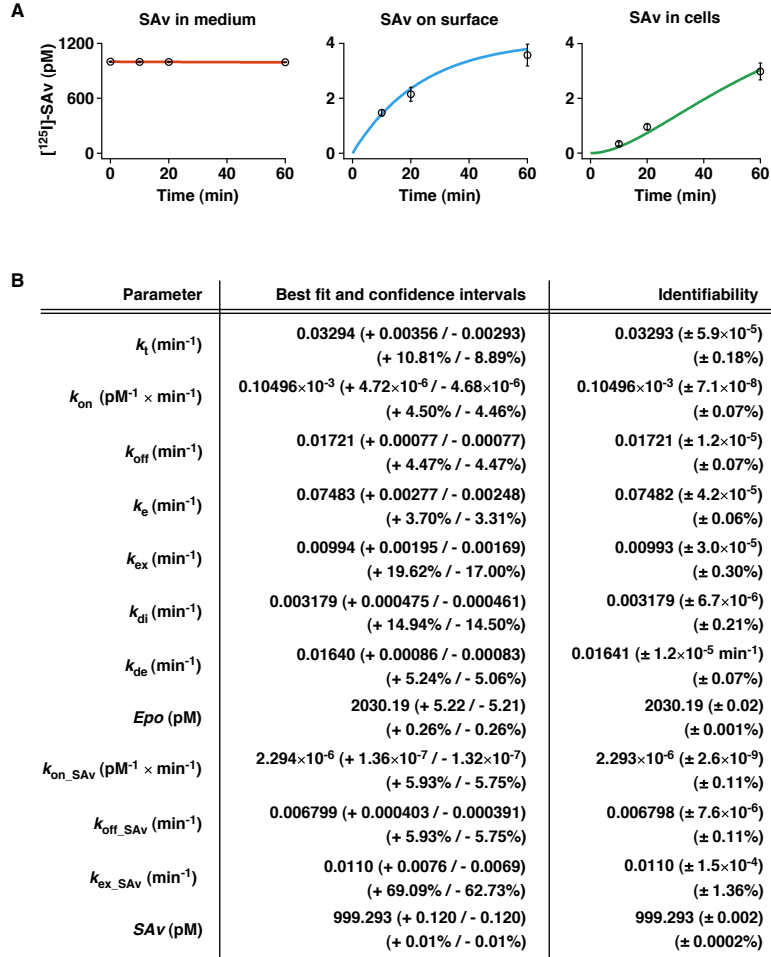 A
SAv in medium
SAv on surface
SAv in cells
[¹²⁵I]-SAv (pM)
1200
600
0
0 20 40 60
Time (min)
4
2
0
0 20 40 60
Time (min)
4
2
0
0 20 40 60
Time (min)
B
Parameter Best fit and confidence intervals Identifiability
kt (min⁻¹) 0.03294 (+ 0.00356 / - 0.00293) 0.03293 (± 5.9×10⁻⁵)
(+ 10.81% / - 8.89%) (± 0.18%)
kon (pM⁻¹ × min⁻¹) 0.10496×10⁻³ (+ 4.72×10⁻⁶ / - 4.68×10⁻⁶) 0.10496×10⁻³ (± 7.1×10⁻⁸)
(+ 4.50% / - 4.46%) (± 0.07%)
koff (min⁻¹) 0.01721 (+ 0.00077 / - 0.00077) 0.01721 (± 1.2×10⁻⁵)
(+ 4.47% / - 4.47%) (± 0.07%)
ke (min⁻¹) 0.07483 (+ 0.00277 / - 0.00248) 0.07482 (± 4.2×10⁻⁵)
(+ 3.70% / - 3.31%) (± 0.06%)
kex (min⁻¹) 0.00994 (+ 0.00195 / - 0.00169) 0.00993 (± 3.0×10⁻⁵)
(+ 19.62% / - 17.00%) (± 0.30%)
kdi (min⁻¹) 0.003179 (+ 0.000475 / - 0.000461) 0.003179 (± 6.7×10⁻⁶)
(+ 14.94% / - 14.50%) (± 0.21%)
kde (min⁻¹) 0.01640 (+ 0.00086 / - 0.00083) 0.01641 (± 1.2×10⁻⁵ min⁻¹)
(+ 5.24% / - 5.06%) (± 0.07%)
Epo (pM) 2030.19 (+ 5.22 / - 5.21) 2030.19 (± 0.02)
(+ 0.26% / - 0.26%) (± 0.001%)
kon_SAv (pM⁻¹ × min⁻¹) 2.294×10⁻⁶ (+ 1.36×10⁻⁷ / - 1.32×10⁻⁷) 2.293×10⁻⁶ (± 2.6×10⁻⁹)
(+ 5.93% / - 5.75%) (± 0.11%)
koff_SAv (min⁻¹) 0.006799 (+ 0.000403 / - 0.000391) 0.006798 (± 7.6×10⁻⁶)
(+ 5.93% / - 5.75%) (± 0.11%)
kex_SAv (min⁻¹) 0.0110 (+ 0.0076 / - 0.0069) 0.0110 (± 1.5×10⁻⁴)
(+ 69.09% / - 62.73%) (± 1.36%)
SAv (pM) 999.293 (+ 0.120 / - 0.120) 999.293 (± 0.002)
(+ 0.01% / - 0.01%) (± 0.0002%)